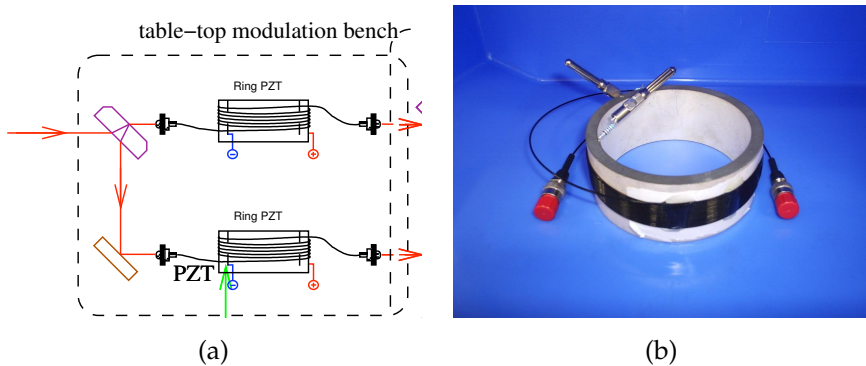 table−top modulation bench
Ring PZT
⊖ ⊕
Ring PZT
PZT
⊖ ⊕
(a) (b)